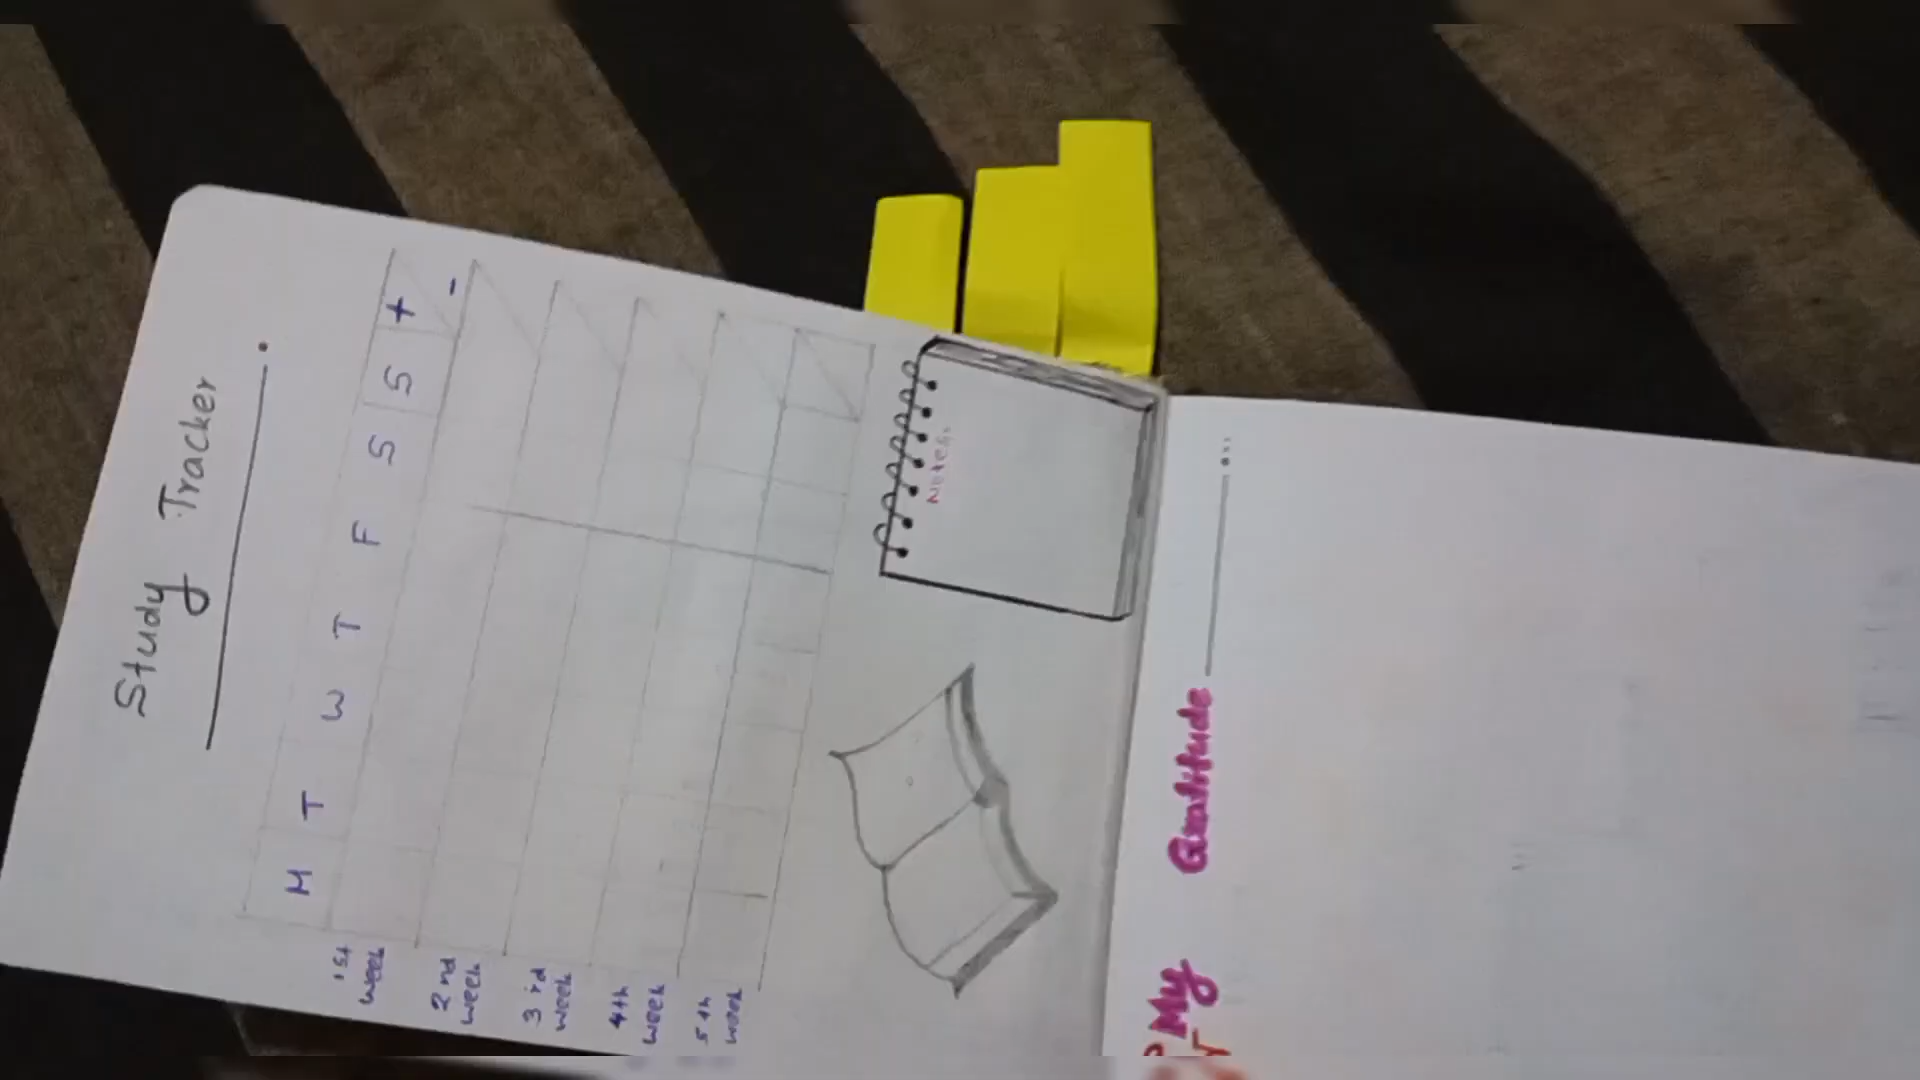 Study Tracker.
M T W T F S S + -
1st week
2nd week
3rd week
4th week
5th week
Notes:
My Gratitude